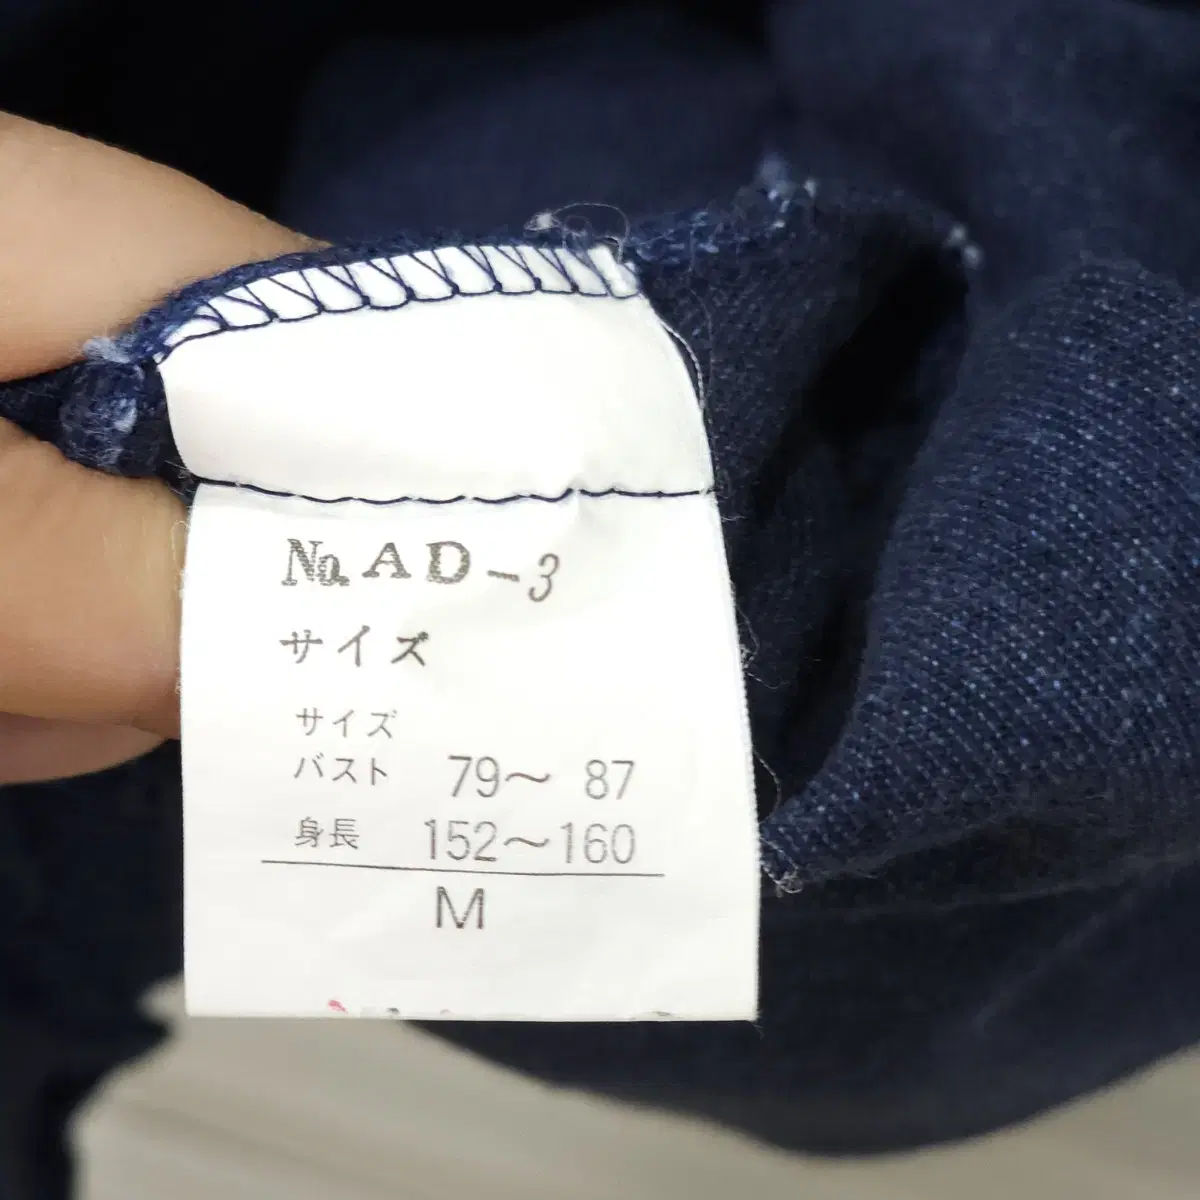 No. AD-3
サイズ
サイズ
バスト 79〜 87
身長 152〜160
M